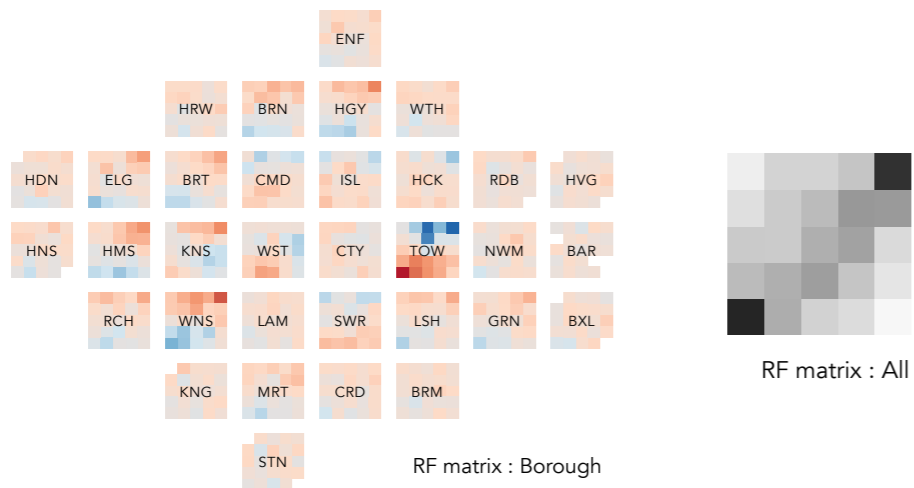 ENF
HRW BRN HGY WTH
HDN ELG BRT CMD ISL HCK RDB HVG
HNS HMS KNS WST CTY TOW NWM BAR
RCH WNS LAM SWR LSH GRN BXL
KNG MRT CRD BRM
STN
RF matrix : Borough
RF matrix : All